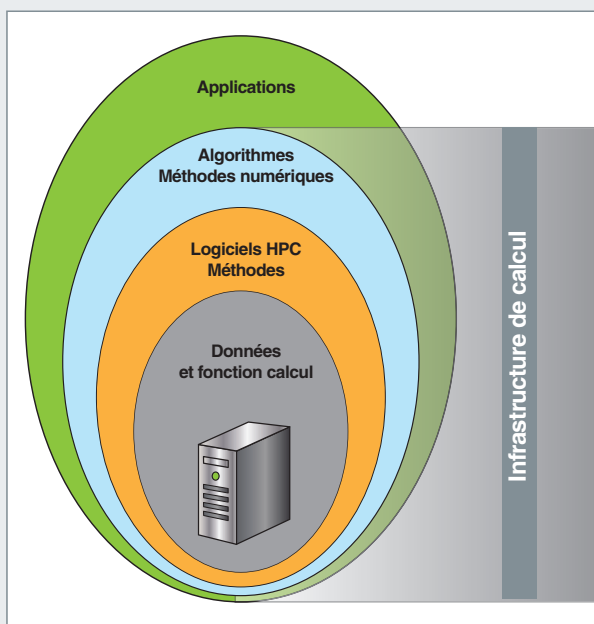 Applications
Algorithmes
Méthodes numériques
Logiciels HPC
Méthodes
Données
et fonction calcul
Infrastructure de calcul